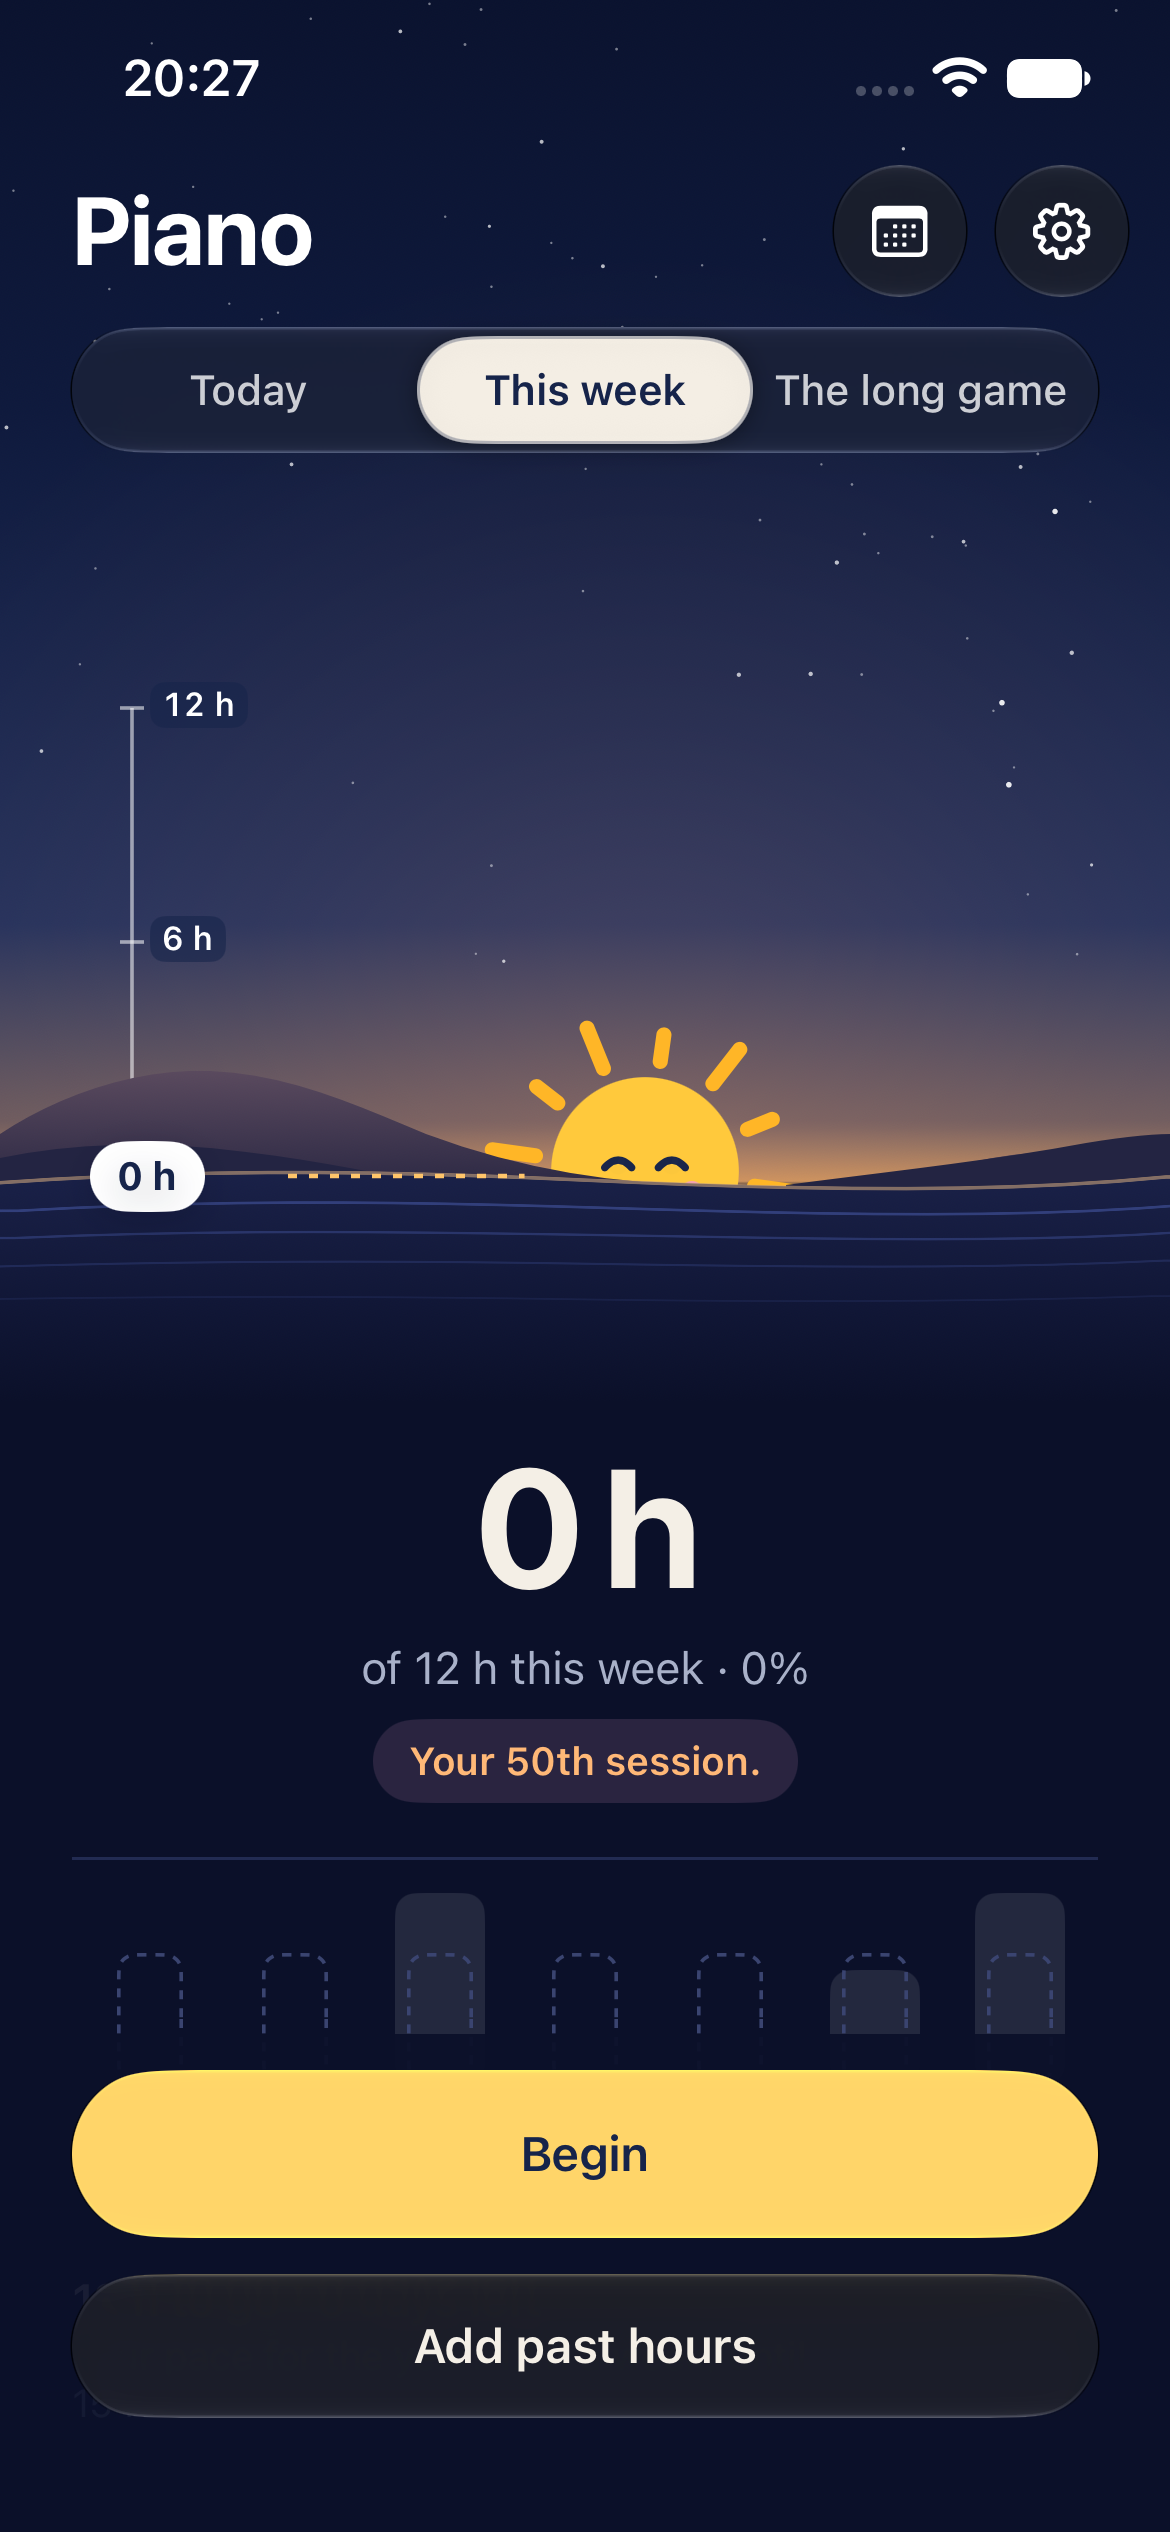 20:27
Piano
Today
This week
The long game
12 h
6 h
0 h
0 h
of 12 h this week · 0%
Your 50th session.
Begin
Add past hours